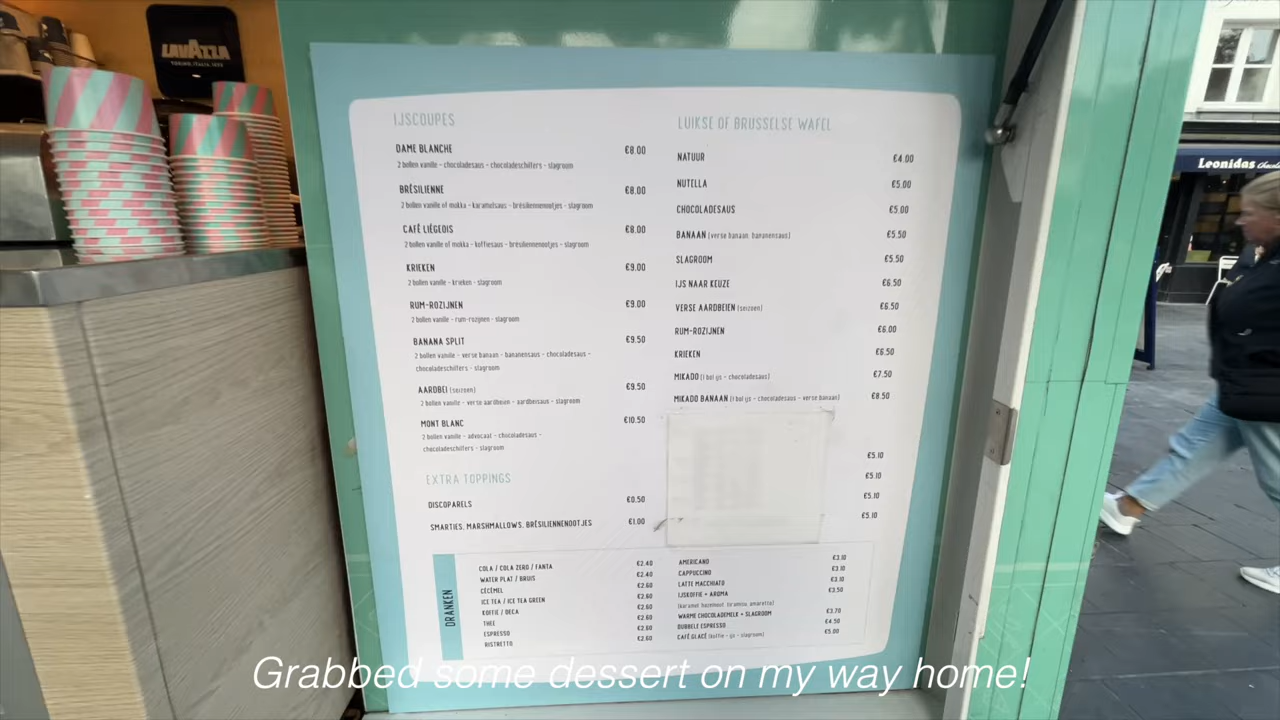 LAVAZZA
TORINO, ITALIA, 1895
IJSCOUPES
DAME BLANCHE €8.00
2 bollen vanille - chocoladesaus - chocoladeschilfers - slagroom
BRÉSILIENNE €8.00
2 bollen vanille of mokka - karamelsaus - brésiliennenootjes - slagroom
CAFÉ LIÉGEOIS €8.00
2 bollen vanille of mokka - koffiesaus - brésiliennenootjes - slagroom
KRIEKEN €9.00
2 bollen vanille - krieken - slagroom
RUM-ROZIJNEN €9.00
2 bollen vanille - rum-rozijnen - slagroom
BANANA SPLIT €9.50
2 bollen vanille - verse banaan - bananensaus - chocoladesaus -
chocoladeschilfers - slagroom
AARDBEI (seizoen) €9.50
2 bollen vanille - verse aardbeien - aardbeisaus - slagroom
MONT BLANC €10.50
2 bollen vanille - advocaat - chocoladesaus -
chocoladeschilfers - slagroom
EXTRA TOPPINGS
DISCOPARELS €0.50
SMARTIES, MARSHMALLOWS, BRÉSILIENNENOOTJES €1.00
LUIKSE OF BRUSSELSE WAFEL
NATUUR €4.00
NUTELLA €5.00
CHOCOLADESAUS €5.00
BANAAN (verse banaan, bananensaus) €5.50
SLAGROOM €5.50
IJS NAAR KEUZE €6.50
VERSE AARDBEIEN (seizoen) €6.50
RUM-ROZIJNEN €6.00
KRIEKEN €6.50
MIKADO (1 bol ijs - chocoladesaus) €7.50
MIKADO BANAAN (1 bol ijs - chocoladesaus - verse banaan) €8.50
€5.10
€5.10
€5.10
€5.10
DRANKEN
COLA / COLA ZERO / FANTA €2.40
WATER PLAT / BRUIS €2.40
CÉCÉMEL €2.60
ICE TEA / ICE TEA GREEN €2.60
KOFFIE / DECA €2.60
THEE €2.60
ESPRESSO €2.60
RISTRETTO €2.60
AMERICANO €3.10
CAPPUCCINO €3.10
LATTE MACCHIATO €3.10
IJSKOFFIE + AROMA €3.50
WARME CHOCOLADEMELK + SLAGROOM €3.70
DUBBELE ESPRESSO €4.50
CAFÉ GLACÉ (koffie - ijs - slagroom) €5.00
Leonidas
Grabbed some dessert on my way home!